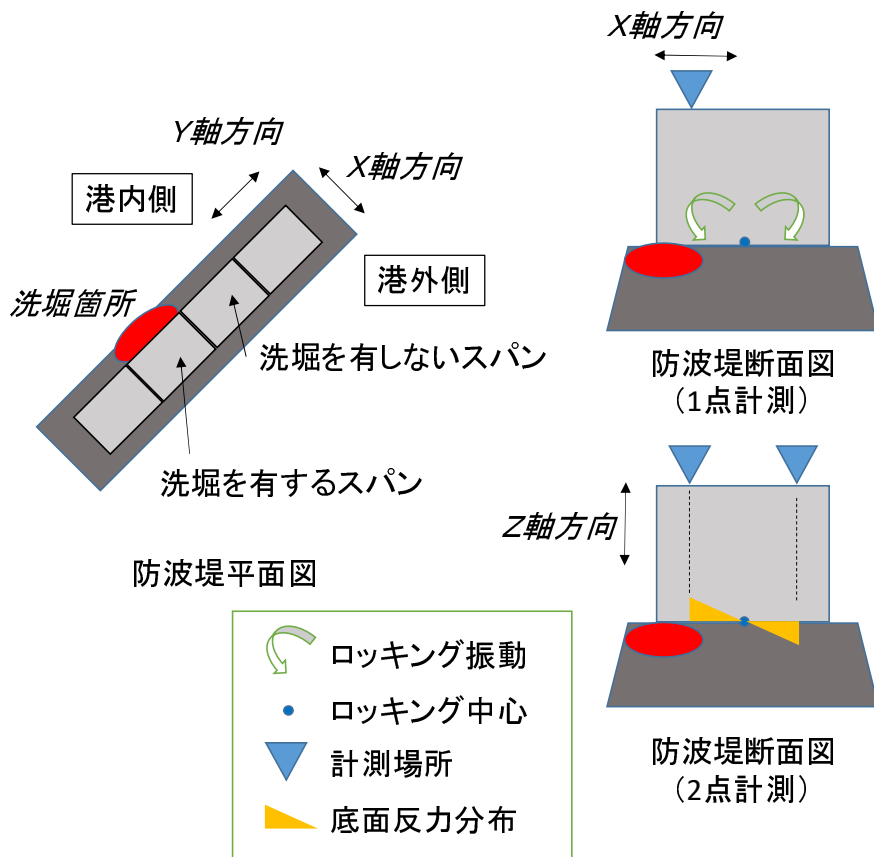 X軸方向
Y軸方向
X軸方向
港内側
港外側
洗堀箇所
洗堀を有しないスパン
洗堀を有するスパン
防波堤平面図
防波堤断面図
（1点計測）
Z軸方向
防波堤断面図
（2点計測）
ロッキング振動
ロッキング中心
計測場所
底面反力分布